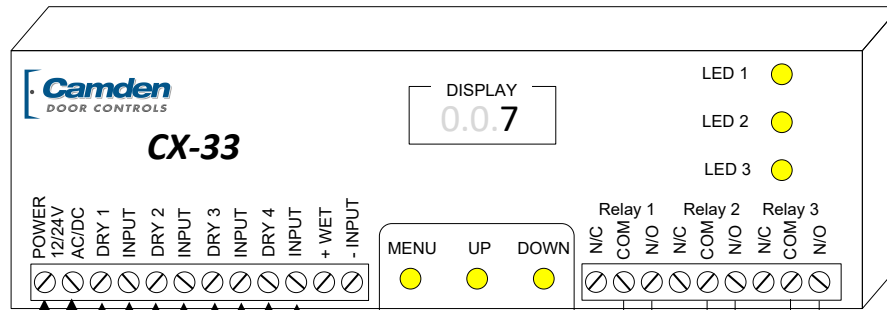 Camden
DOOR CONTROLS
CX-33
DISPLAY
0.0.7
LED 1
LED 2
LED 3
POWER
12/24V
AC/DC
DRY 1
INPUT
DRY 2
INPUT
DRY 3
INPUT
DRY 4
INPUT
+ WET
- INPUT
MENU UP DOWN
Relay 1 Relay 2 Relay 3
N/C COM N/O N/C COM N/O N/C COM N/O